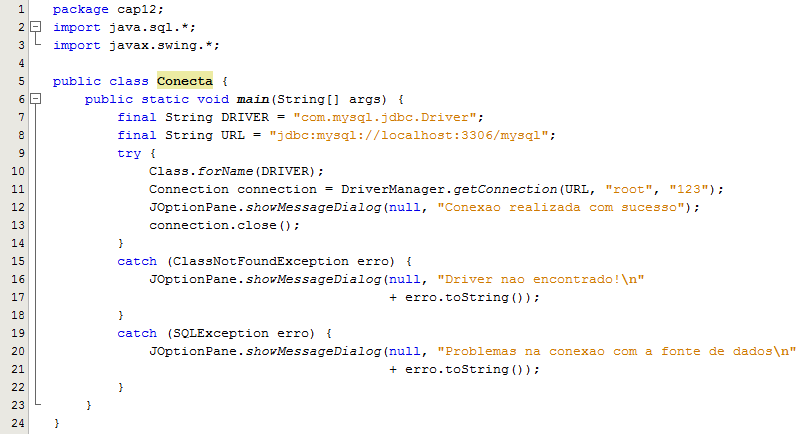 1 package cap12;
2 import java.sql.*;
3 import javax.swing.*;
4
5 public class Conecta {
6     public static void main(String[] args) {
7         final String DRIVER = "com.mysql.jdbc.Driver";
8         final String URL = "jdbc:mysql://localhost:3306/mysql";
9         try {
10             Class.forName(DRIVER);
11             Connection connection = DriverManager.getConnection(URL, "root", "123");
12             JOptionPane.showMessageDialog(null, "Conexao realizada com sucesso");
13             connection.close();
14         }
15         catch (ClassNotFoundException erro) {
16             JOptionPane.showMessageDialog(null, "Driver nao encontrado!\n"
17                                           + erro.toString());
18         }
19         catch (SQLException erro) {
20             JOptionPane.showMessageDialog(null, "Problemas na conexao com a fonte de dados\n"
21                                           + erro.toString());
22         }
23     }
24 }